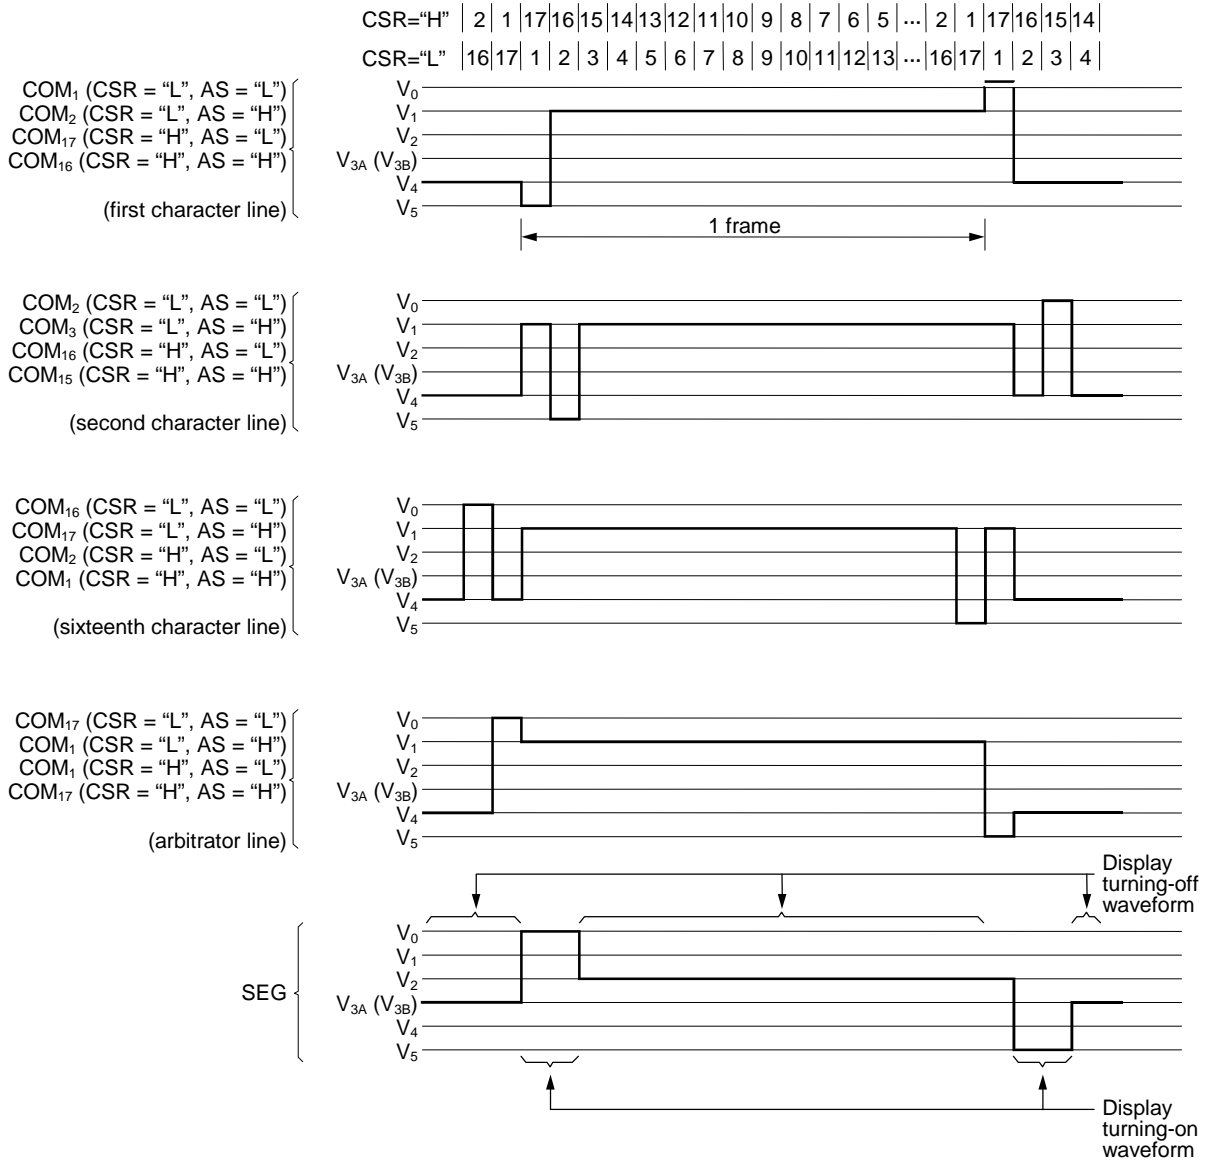 CSR=“H” 2 1 17 16 15 14 13 12 11 10 9 8 7 6 5 ... 2 1 17 16 15 14
CSR=“L” 16 17 1 2 3 4 5 6 7 8 9 10 11 12 13 ... 16 17 1 2 3 4
COM1 (CSR = “L”, AS = “L”)
COM2 (CSR = “L”, AS = “H”)
COM17 (CSR = “H”, AS = “L”)
COM16 (CSR = “H”, AS = “H”)
(first character line)
V0
V1
V2
V3A (V3B)
V4
V5
1 frame
COM2 (CSR = “L”, AS = “L”)
COM3 (CSR = “L”, AS = “H”)
COM16 (CSR = “H”, AS = “L”)
COM15 (CSR = “H”, AS = “H”)
(second character line)
V0
V1
V2
V3A (V3B)
V4
V5
COM16 (CSR = “L”, AS = “L”)
COM17 (CSR = “L”, AS = “H”)
COM2 (CSR = “H”, AS = “L”)
COM1 (CSR = “H”, AS = “H”)
(sixteenth character line)
V0
V1
V2
V3A (V3B)
V4
V5
COM17 (CSR = “L”, AS = “L”)
COM1 (CSR = “L”, AS = “H”)
COM1 (CSR = “H”, AS = “L”)
COM17 (CSR = “H”, AS = “H”)
(arbitrator line)
V0
V1
V2
V3A (V3B)
V4
V5
Display
turning-off
waveform
SEG
V0
V1
V2
V3A (V3B)
V4
V5
Display
turning-on
waveform